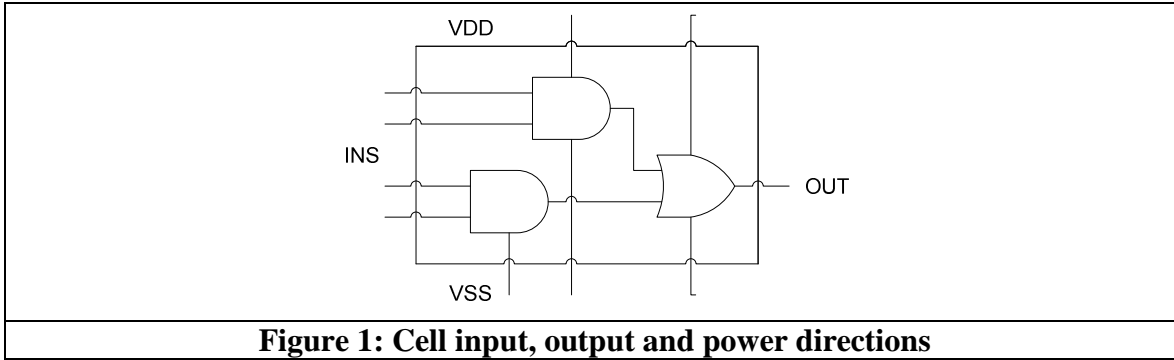 VDD
INS
OUT
VSS
Figure 1: Cell input, output and power directions